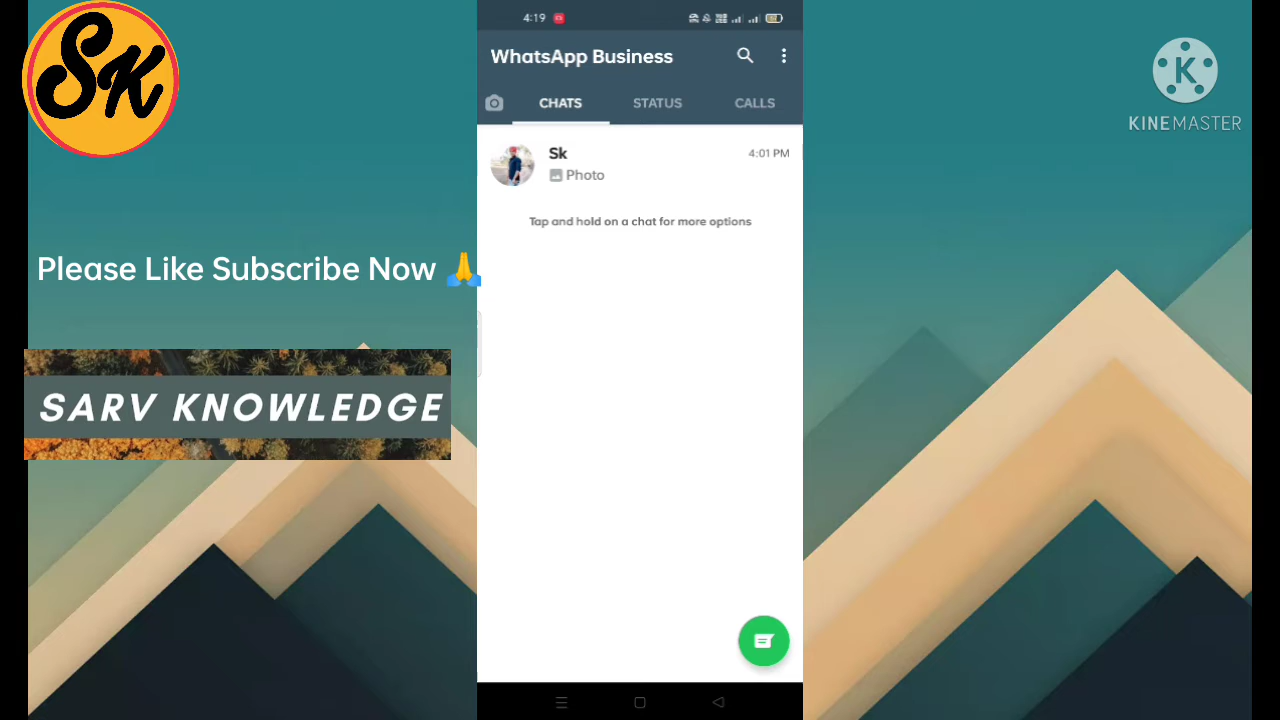 SK
4:19
WhatsApp Business
CHATS
STATUS
CALLS
Sk
4:01 PM
Photo
Tap and hold on a chat for more options
Please Like Subscribe Now 🙏
SARV KNOWLEDGE
K
KINEMASTER